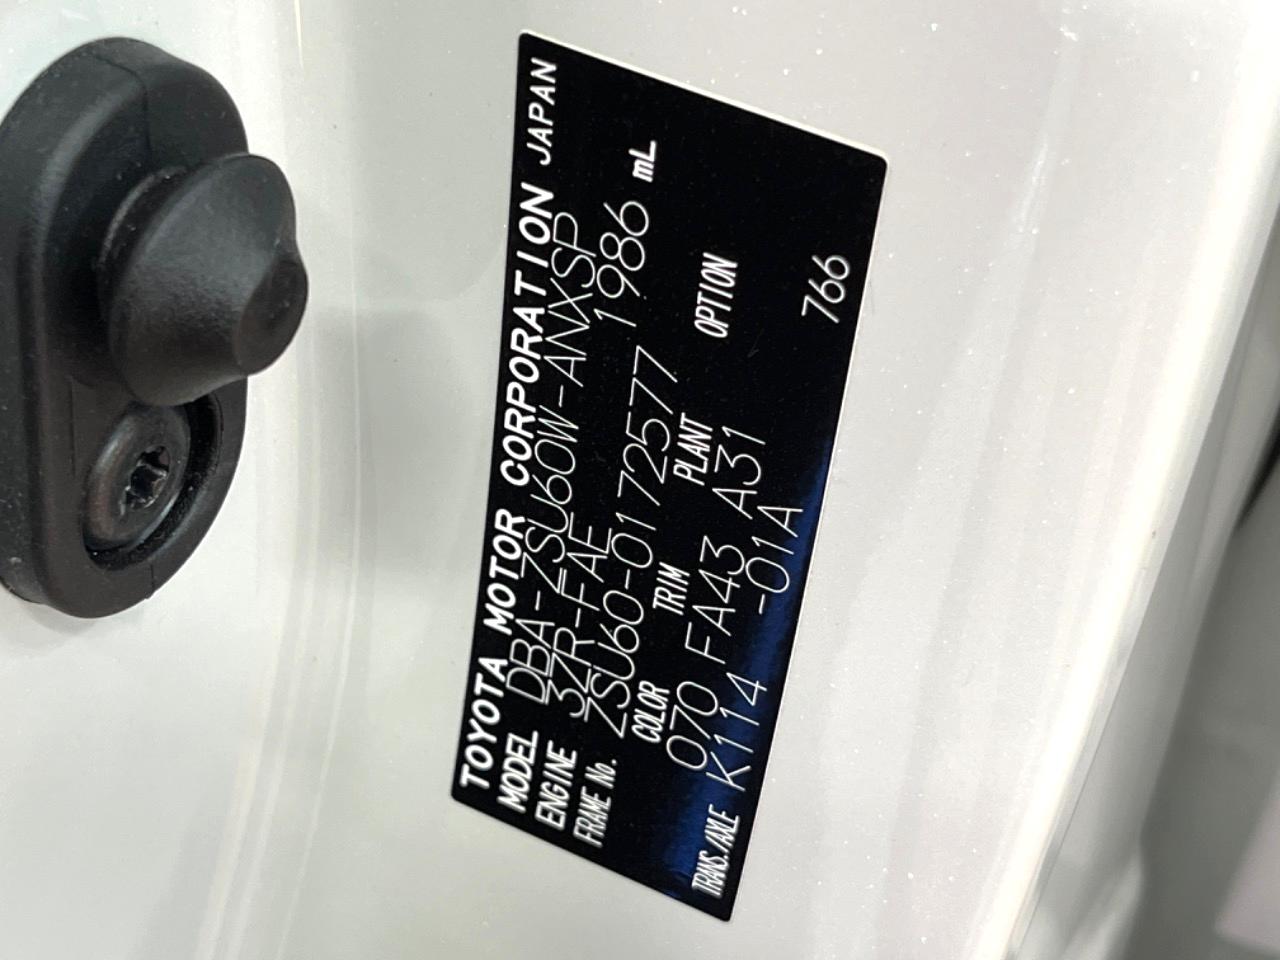 TOYOTA MOTOR CORPORATION JAPAN
MODEL DBA-ZSU60W-ANXSP
ENGINE 3ZR-FAE 1986 mL
FRAME No. ZSU60-0172577
COLOR TRIM PLANT OPTION
070 FA43 A31
TRANS./AXLE K114 -01A 766